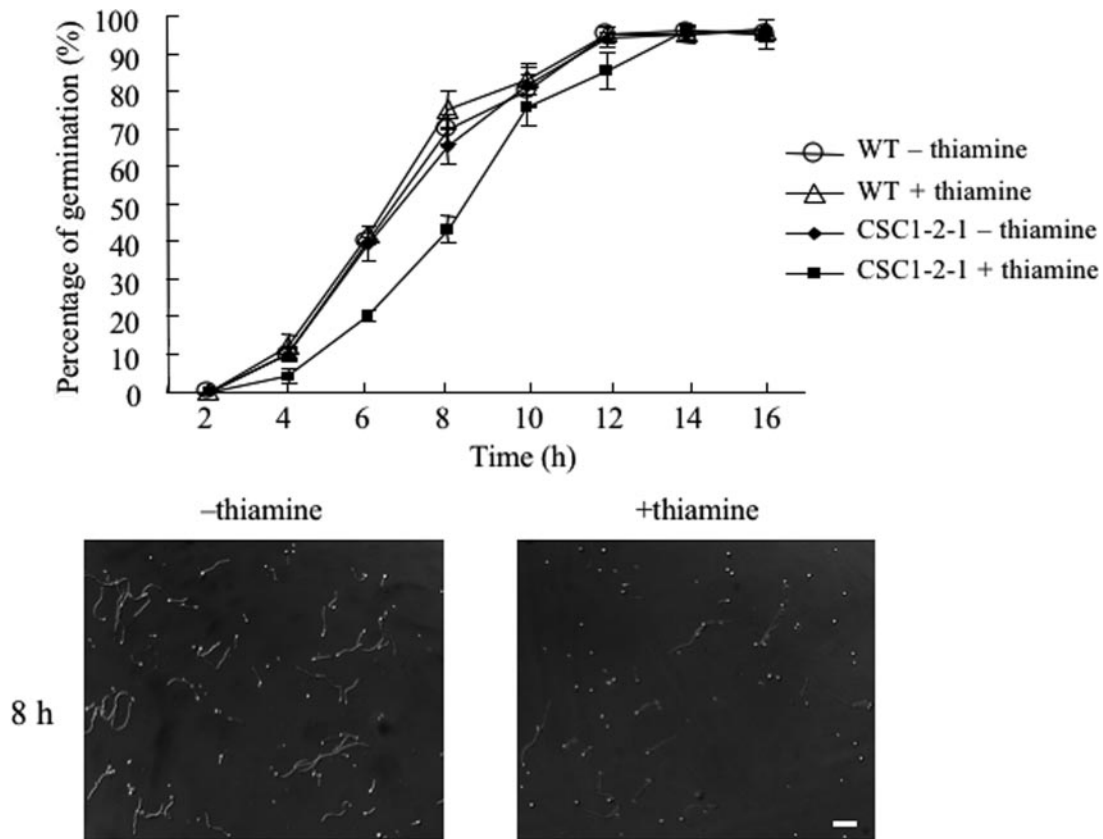 100
90
80
70
60
50
40
30
20
10
0
Percentage of germination (%)
2 4 6 8 10 12 14 16
Time (h)
WT – thiamine
WT + thiamine
CSC1-2-1 – thiamine
CSC1-2-1 + thiamine
–thiamine +thiamine
8 h